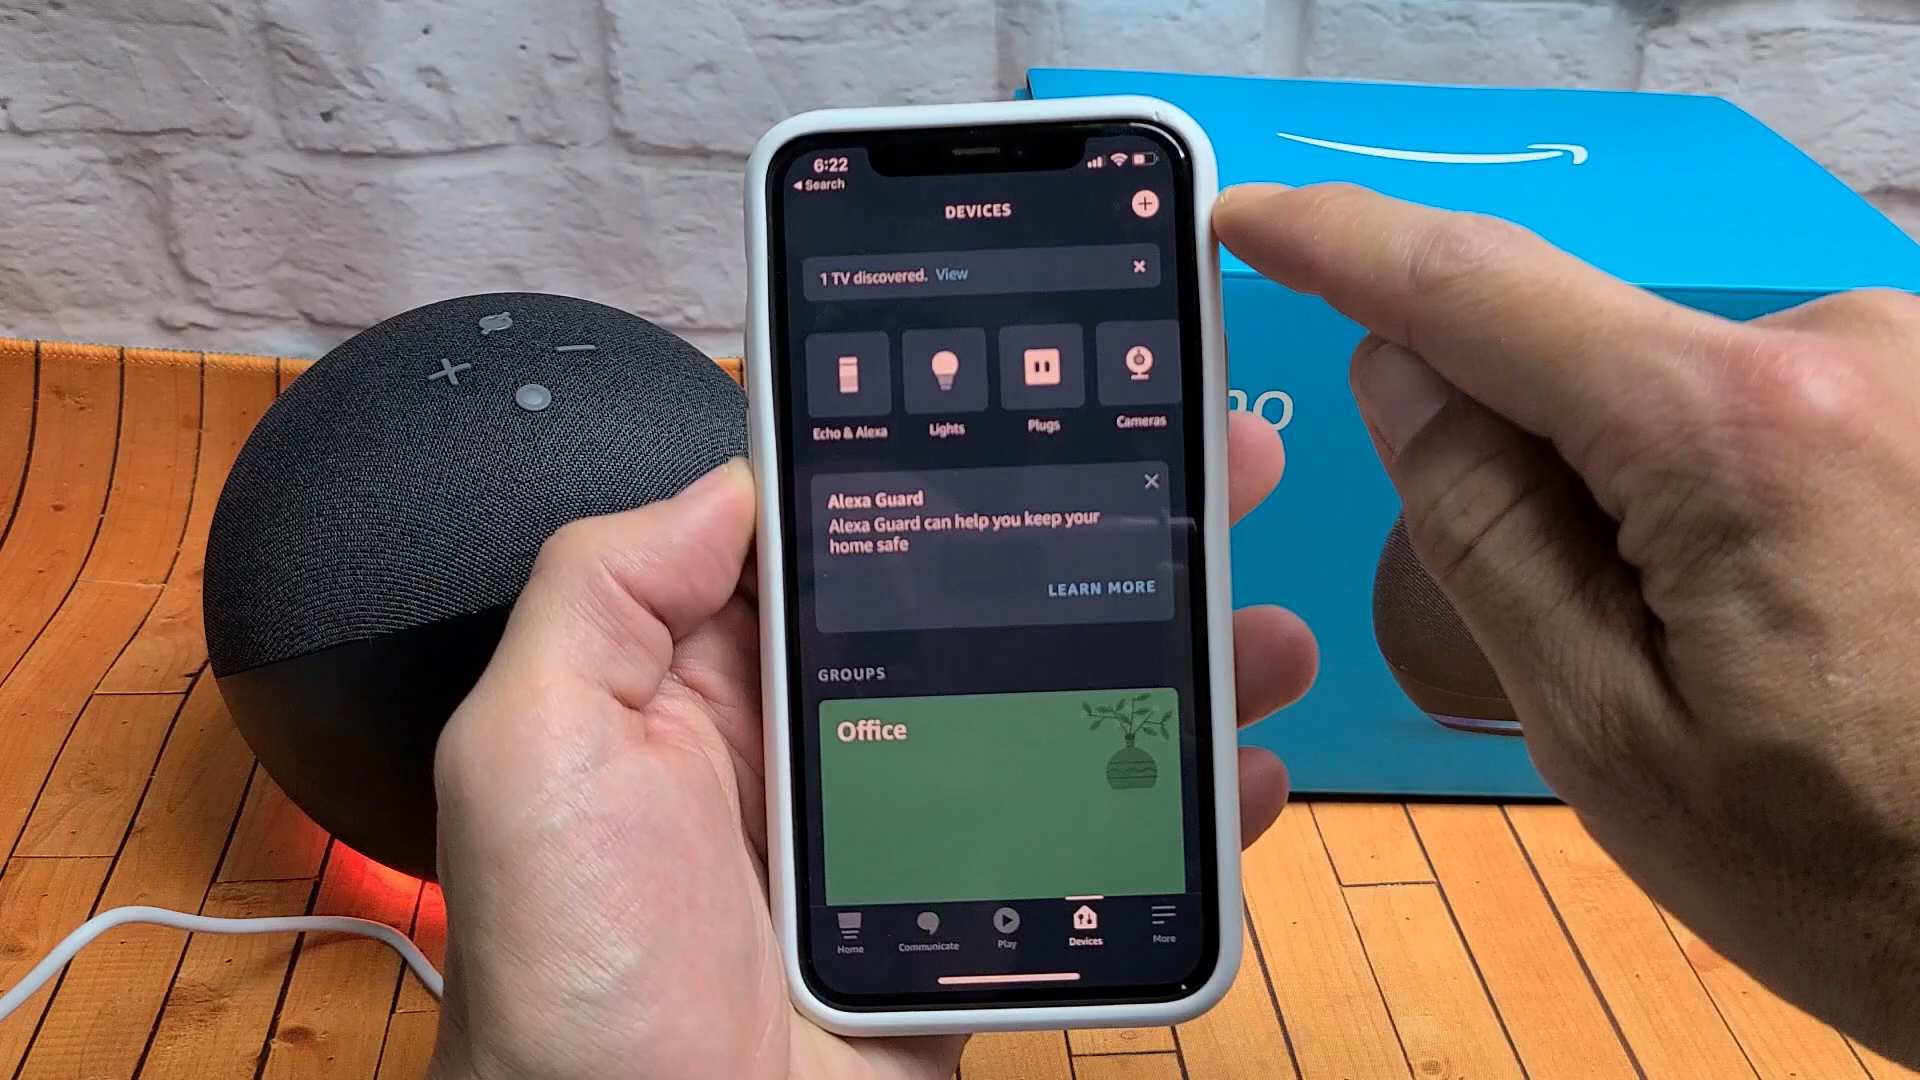 6:22
◀ Search
DEVICES
1 TV discovered. View
Echo & Alexa
Lights
Plugs
Cameras
Alexa Guard
Alexa Guard can help you keep your
home safe
LEARN MORE
GROUPS
Office
Home
Communicate
Play
Devices
More